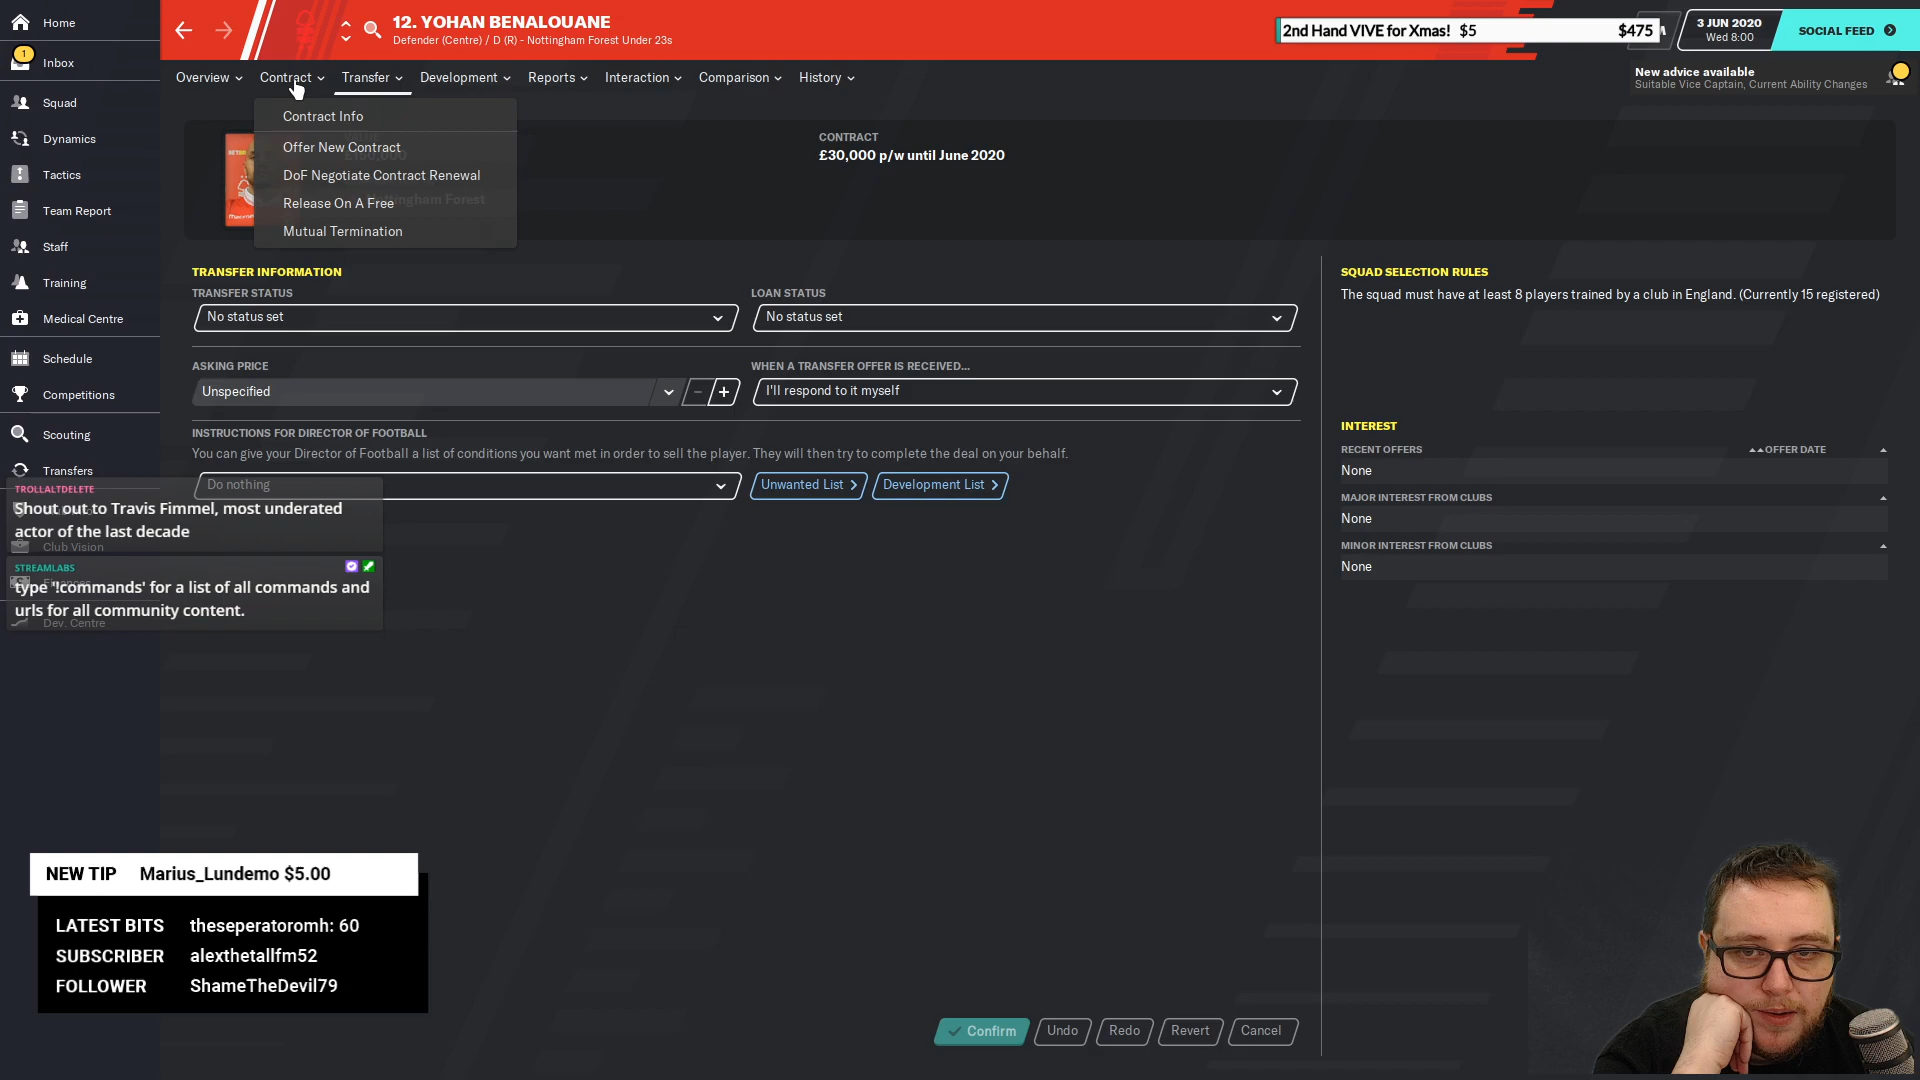 Home
1
Inbox
Squad
Dynamics
Tactics
Team Report
Staff
Training
Medical Centre
Schedule
Competitions
Scouting
Transfers
Club Vision
Finances
Dev. Centre
12. YOHAN BENALOUANE
Defender (Centre) / D (R) - Nottingham Forest Under 23s
2nd Hand VIVE for Xmas! $5
$475
3 JUN 2020
Wed 8:00
SOCIAL FEED
Overview
Contract
Transfer
Development
Reports
Interaction
Comparison
History
New advice available
Suitable Vice Captain, Current Ability Changes
Contract Info
Offer New Contract
DoF Negotiate Contract Renewal
Release On A Free
Mutual Termination
CONTRACT
£30,000 p/w until June 2020
TRANSFER INFORMATION
TRANSFER STATUS
No status set
LOAN STATUS
No status set
ASKING PRICE
Unspecified
WHEN A TRANSFER OFFER IS RECEIVED...
I'll respond to it myself
INSTRUCTIONS FOR DIRECTOR OF FOOTBALL
You can give your Director of Football a list of conditions you want met in order to sell the player. They will then try to complete the deal on your behalf.
Do nothing
Unwanted List
Development List
SQUAD SELECTION RULES
The squad must have at least 8 players trained by a club in England. (Currently 15 registered)
INTEREST
RECENT OFFERS
OFFER DATE
None
MAJOR INTEREST FROM CLUBS
None
MINOR INTEREST FROM CLUBS
None
TROLLALTDELETE
Shout out to Travis Fimmel, most underated
actor of the last decade
STREAMLABS
type '!commands' for a list of all commands and
urls for all community content.
NEW TIP Marius_Lundemo $5.00
LATEST BITS theseperatoromh: 60
SUBSCRIBER alexthetallfm52
FOLLOWER ShameTheDevil79
Confirm
Undo
Redo
Revert
Cancel